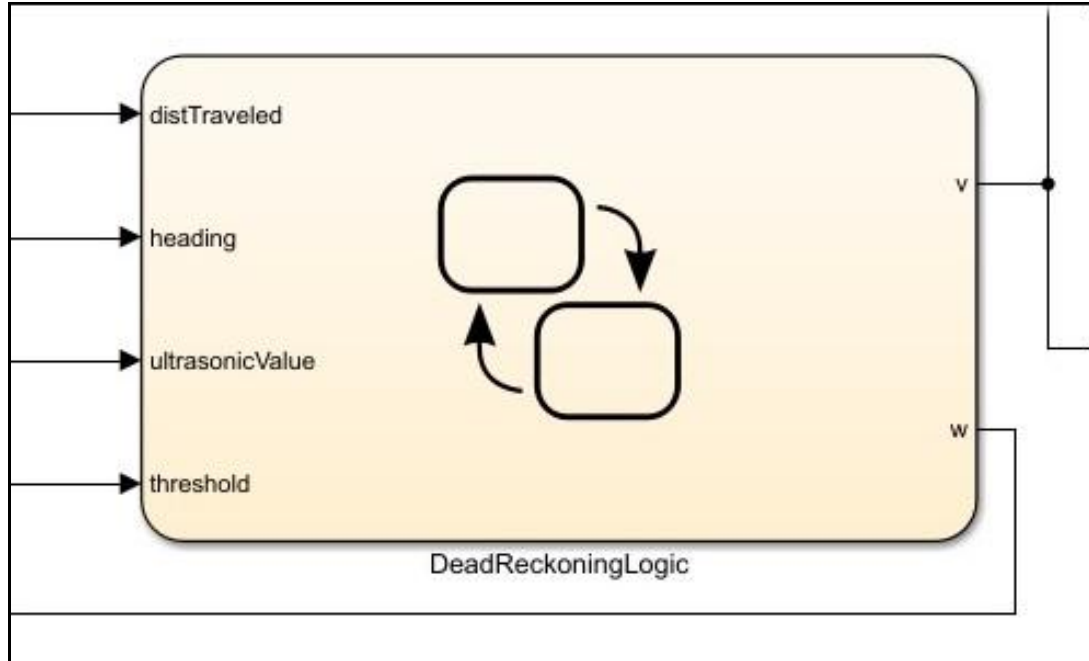 distTraveled
heading
v
ultrasonicValue
w
threshold
DeadReckoningLogic